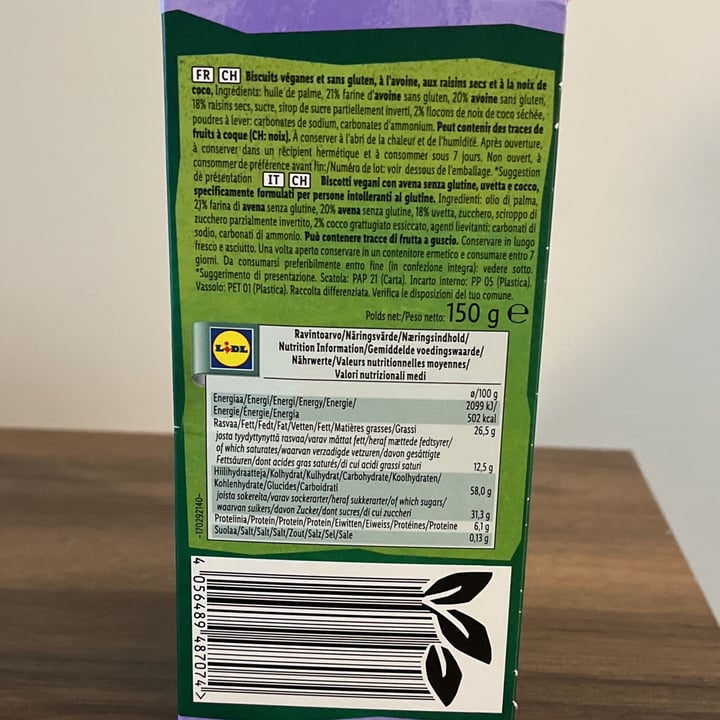 FR CH Biscuits véganes et sans gluten, à l'avoine, aux raisins secs et à la noix de
coco, Ingrédients: huile de palme, 21% farine d'avoine sans gluten, 20% avoine sans gluten,
18% raisins secs, sucre, sirop de sucre partiellement inverti, 2% flocons de noix de coco séchée,
poudres à lever: carbonates de sodium, carbonates d'ammonium. Peut contenir des traces de
fruits à coque (CH: noix). À conserver à l'abri de la chaleur et de l'humidité. Après ouverture,
à conserver dans un récipient hermétique et à consommer sous 7 jours. Non ouvert, à
consommer de préférence avant fin:/Numéro de lot: voir dessous de l'emballage. *Suggestion
de présentation IT CH Biscotti vegani con avena senza glutine, uvetta e cocco,
specificamente formulati per persone intolleranti al glutine. Ingredienti: olio di palma,
21% farina di avena senza glutine, 20% avena senza glutine, 18% uvetta, zucchero, sciroppo di
zucchero parzialmente invertito, 2% cocco grattugiato essiccato, agenti lievitanti: carbonati di
sodio, carbonati di ammonio. Può contenere tracce di frutta a guscio. Conservare in luogo
fresco e asciutto. Una volta aperto conservare in un contenitore ermetico e consumare entro 7
giorni. Da consumarsi preferibilmente entro fine (in confezione integra): vedere sotto.
*Suggerimento di presentazione. Scatola: PAP 21 (Carta). Incarto interno: PP 05 (Plastica).
Vassoio: PET 01 (Plastica). Raccolta differenziata. Verifica le disposizioni del tuo comune.
Poids net:/Peso netto: 150 g e
LIDL
Ravintoarvo/Näringsvärde/Næringsindhold/
Nutrition Information/Gemiddelde voedingswaarde/
Nährwerte/Valeurs nutritionnelles moyennes/
Valori nutrizionali medi
ø/100 g
Energiaa/Energi/Energi/Energy/Energie/ 2099 kJ/
Energie/Énergie/Energia 502 kcal
Rasvaa/Fett/Fedt/Fat/Vetten/Fett/Matières grasses/Grassi 26,5 g
josta tyydyttynyttä rasvaa/varav mättat fett/heraf mættede fedtsyrer/
of which saturates/waarvan verzadigde vetzuren/davon gesättigte
Fettsäuren/dont acides gras saturés/di cui acidi grassi saturi 12,5 g
Hiilihydraatteja/Kolhydrat/Kulhydrat/Carbohydrate/Koolhydraten/
Kohlenhydrate/Glucides/Carboidrati 58,0 g
joista sokereita/varav sockerarter/heraf sukkerarter/of which sugars/
waarvan suikers/davon Zucker/dont sucres/di cui zuccheri 31,3 g
Proteiinia/Protein/Protein/Protein/Eiwitten/Eiweiss/Protéines/Proteine 6,1 g
Suolaa/Salt/Salt/Salt/Zout/Salz/Sel/Sale 0,13 g
-170292140-
4 056489 487074 >